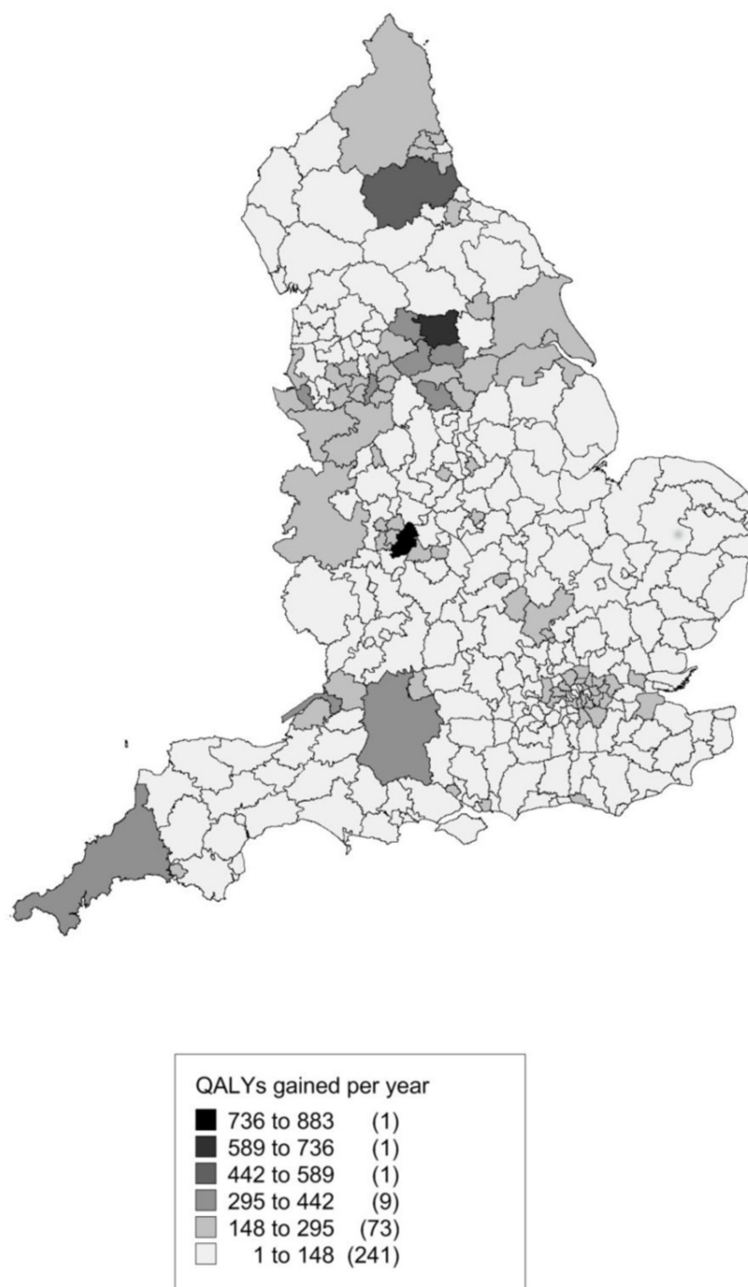 QALYs gained per year
736 to 883 (1)
589 to 736 (1)
442 to 589 (1)
295 to 442 (9)
148 to 295 (73)
1 to 148 (241)